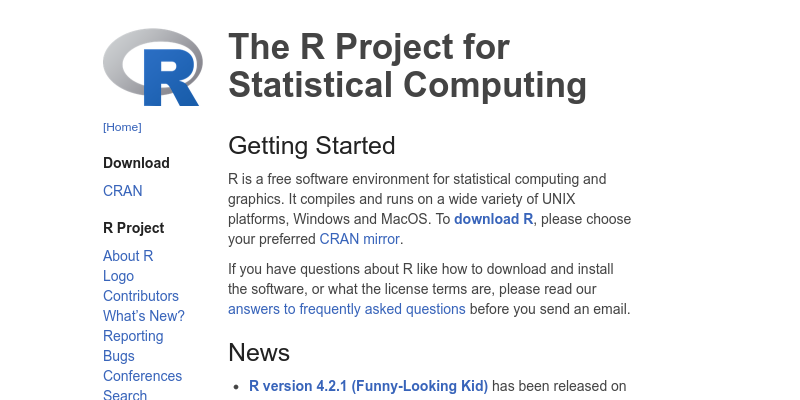 R
The R Project for
Statistical Computing
[Home]
Download
CRAN
R Project
About R
Logo
Contributors
What's New?
Reporting
Bugs
Conferences
Search
Getting Started
R is a free software environment for statistical computing and
graphics. It compiles and runs on a wide variety of UNIX
platforms, Windows and MacOS. To download R, please choose
your preferred CRAN mirror.
If you have questions about R like how to download and install
the software, or what the license terms are, please read our
answers to frequently asked questions before you send an email.
News
• R version 4.2.1 (Funny-Looking Kid) has been released on